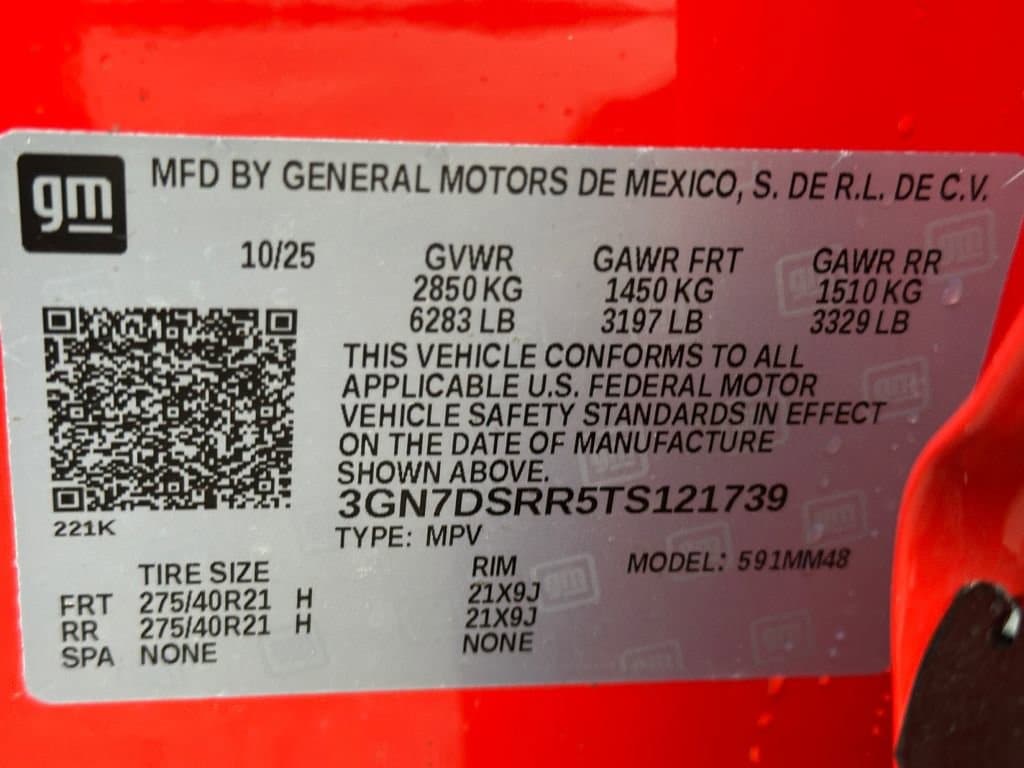 gm
MFD BY GENERAL MOTORS DE MEXICO, S. DE R.L. DE C.V.
10/25 GVWR GAWR FRT GAWR RR
2850 KG 1450 KG 1510 KG
6283 LB 3197 LB 3329 LB
THIS VEHICLE CONFORMS TO ALL
APPLICABLE U.S. FEDERAL MOTOR
VEHICLE SAFETY STANDARDS IN EFFECT
ON THE DATE OF MANUFACTURE
SHOWN ABOVE.
3GN7DSRR5TS121739
221K
TYPE: MPV
TIRE SIZE RIM MODEL: 591MM48
FRT 275/40R21 H 21X9J
RR 275/40R21 H 21X9J
SPA NONE NONE